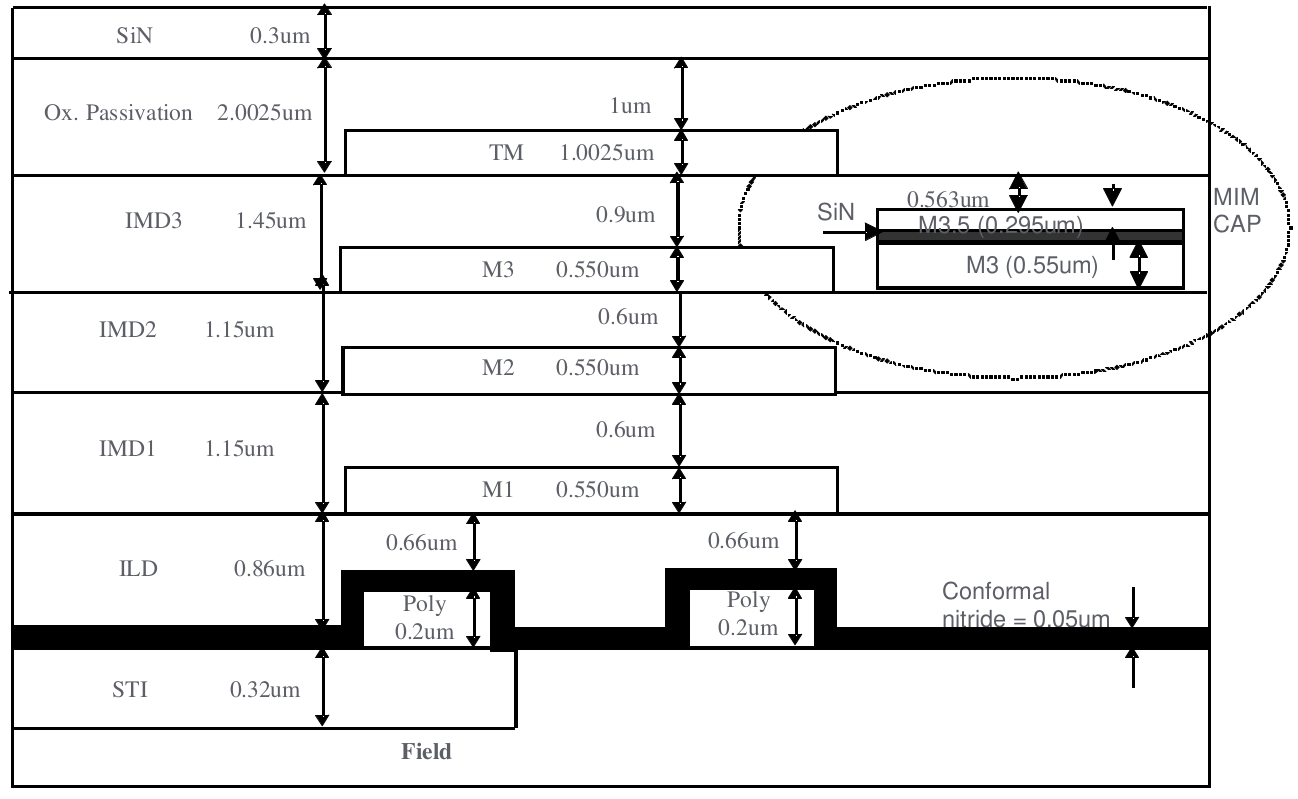 SiN 0.3um
Ox. Passivation 2.0025um
1um
TM 1.0025um
IMD3 1.45um
0.9um
M3 0.550um
0.563um
SiN
M3.5 (0.295um)
M3 (0.55um)
MIM
CAP
IMD2 1.15um
0.6um
M2 0.550um
IMD1 1.15um
0.6um
M1 0.550um
ILD 0.86um
0.66um
0.66um
Poly
0.2um
Poly
0.2um
Conformal
nitride = 0.05um
STI 0.32um
Field